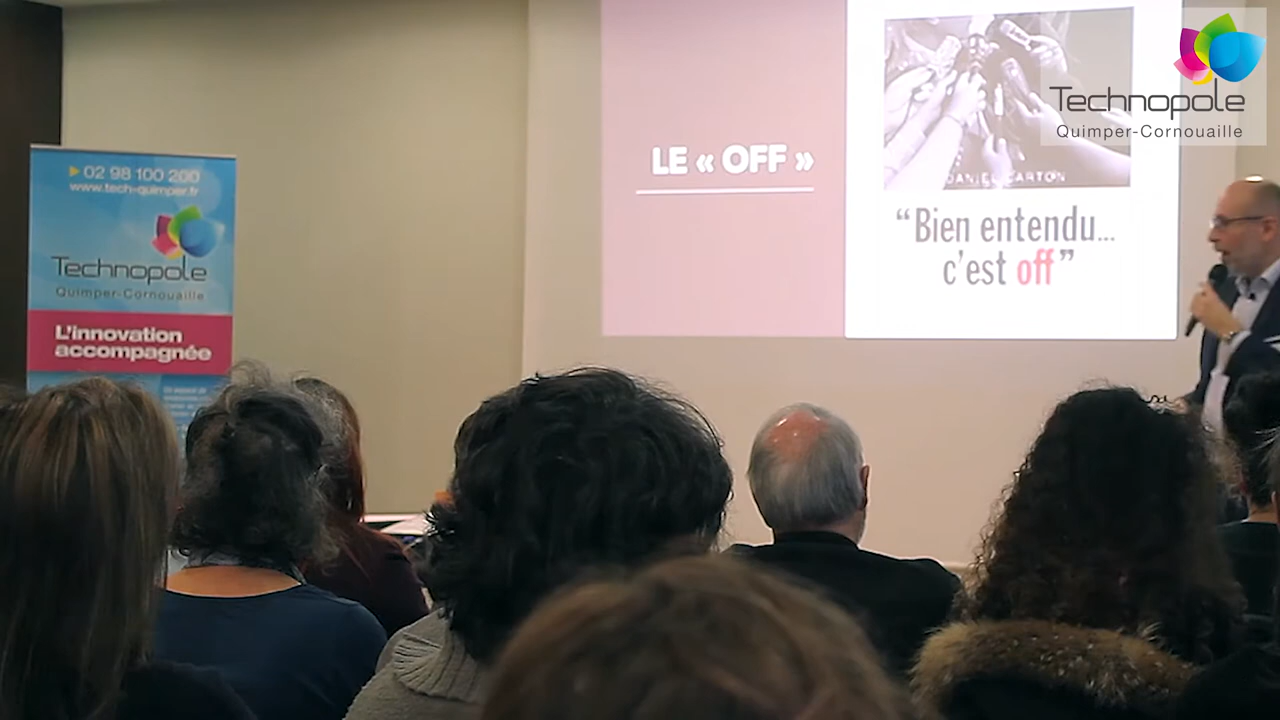 02 98 100 200
www.tech-quimper.fr
Technopole
Quimper-Cornouaille
L'innovation
accompagnée
LE « OFF »
DANIEL CARTON
“Bien entendu...
c’est off”
Technopole
Quimper-Cornouaille